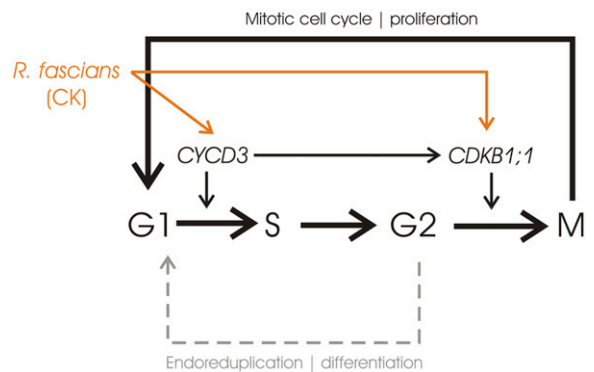 Mitotic cell cycle | proliferation
R. fascians
(CK)
CYCD3
CDKB1;1
G1
S
G2
M
Endoreduplication | differentiation